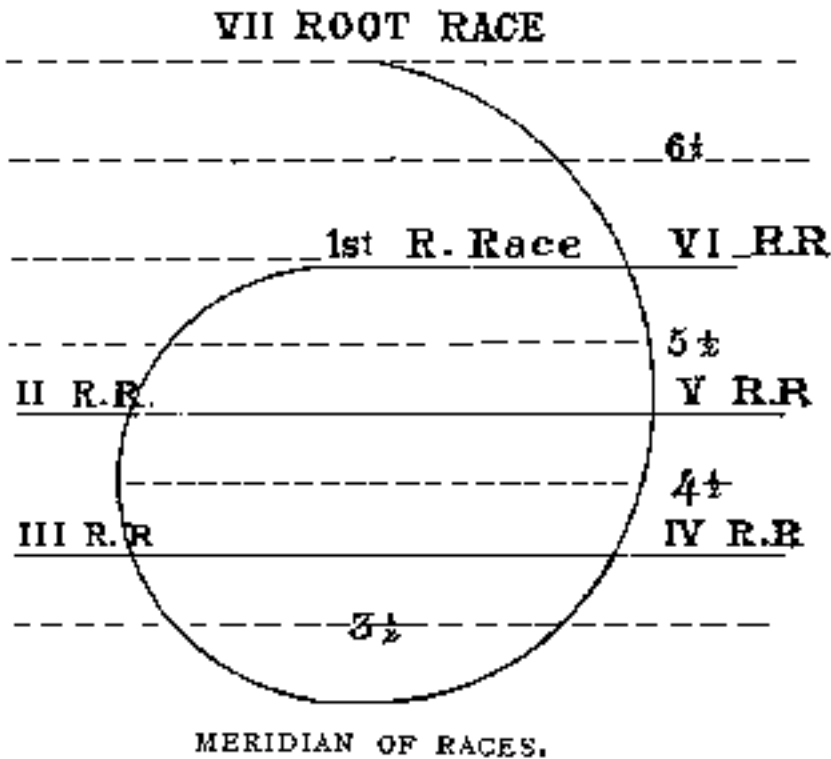 VII ROOT RACE
6½
1st R. Race VI R.R
5½
II R.R. V R.R
4½
III R.R IV R.R
3½
MERIDIAN OF RACES.